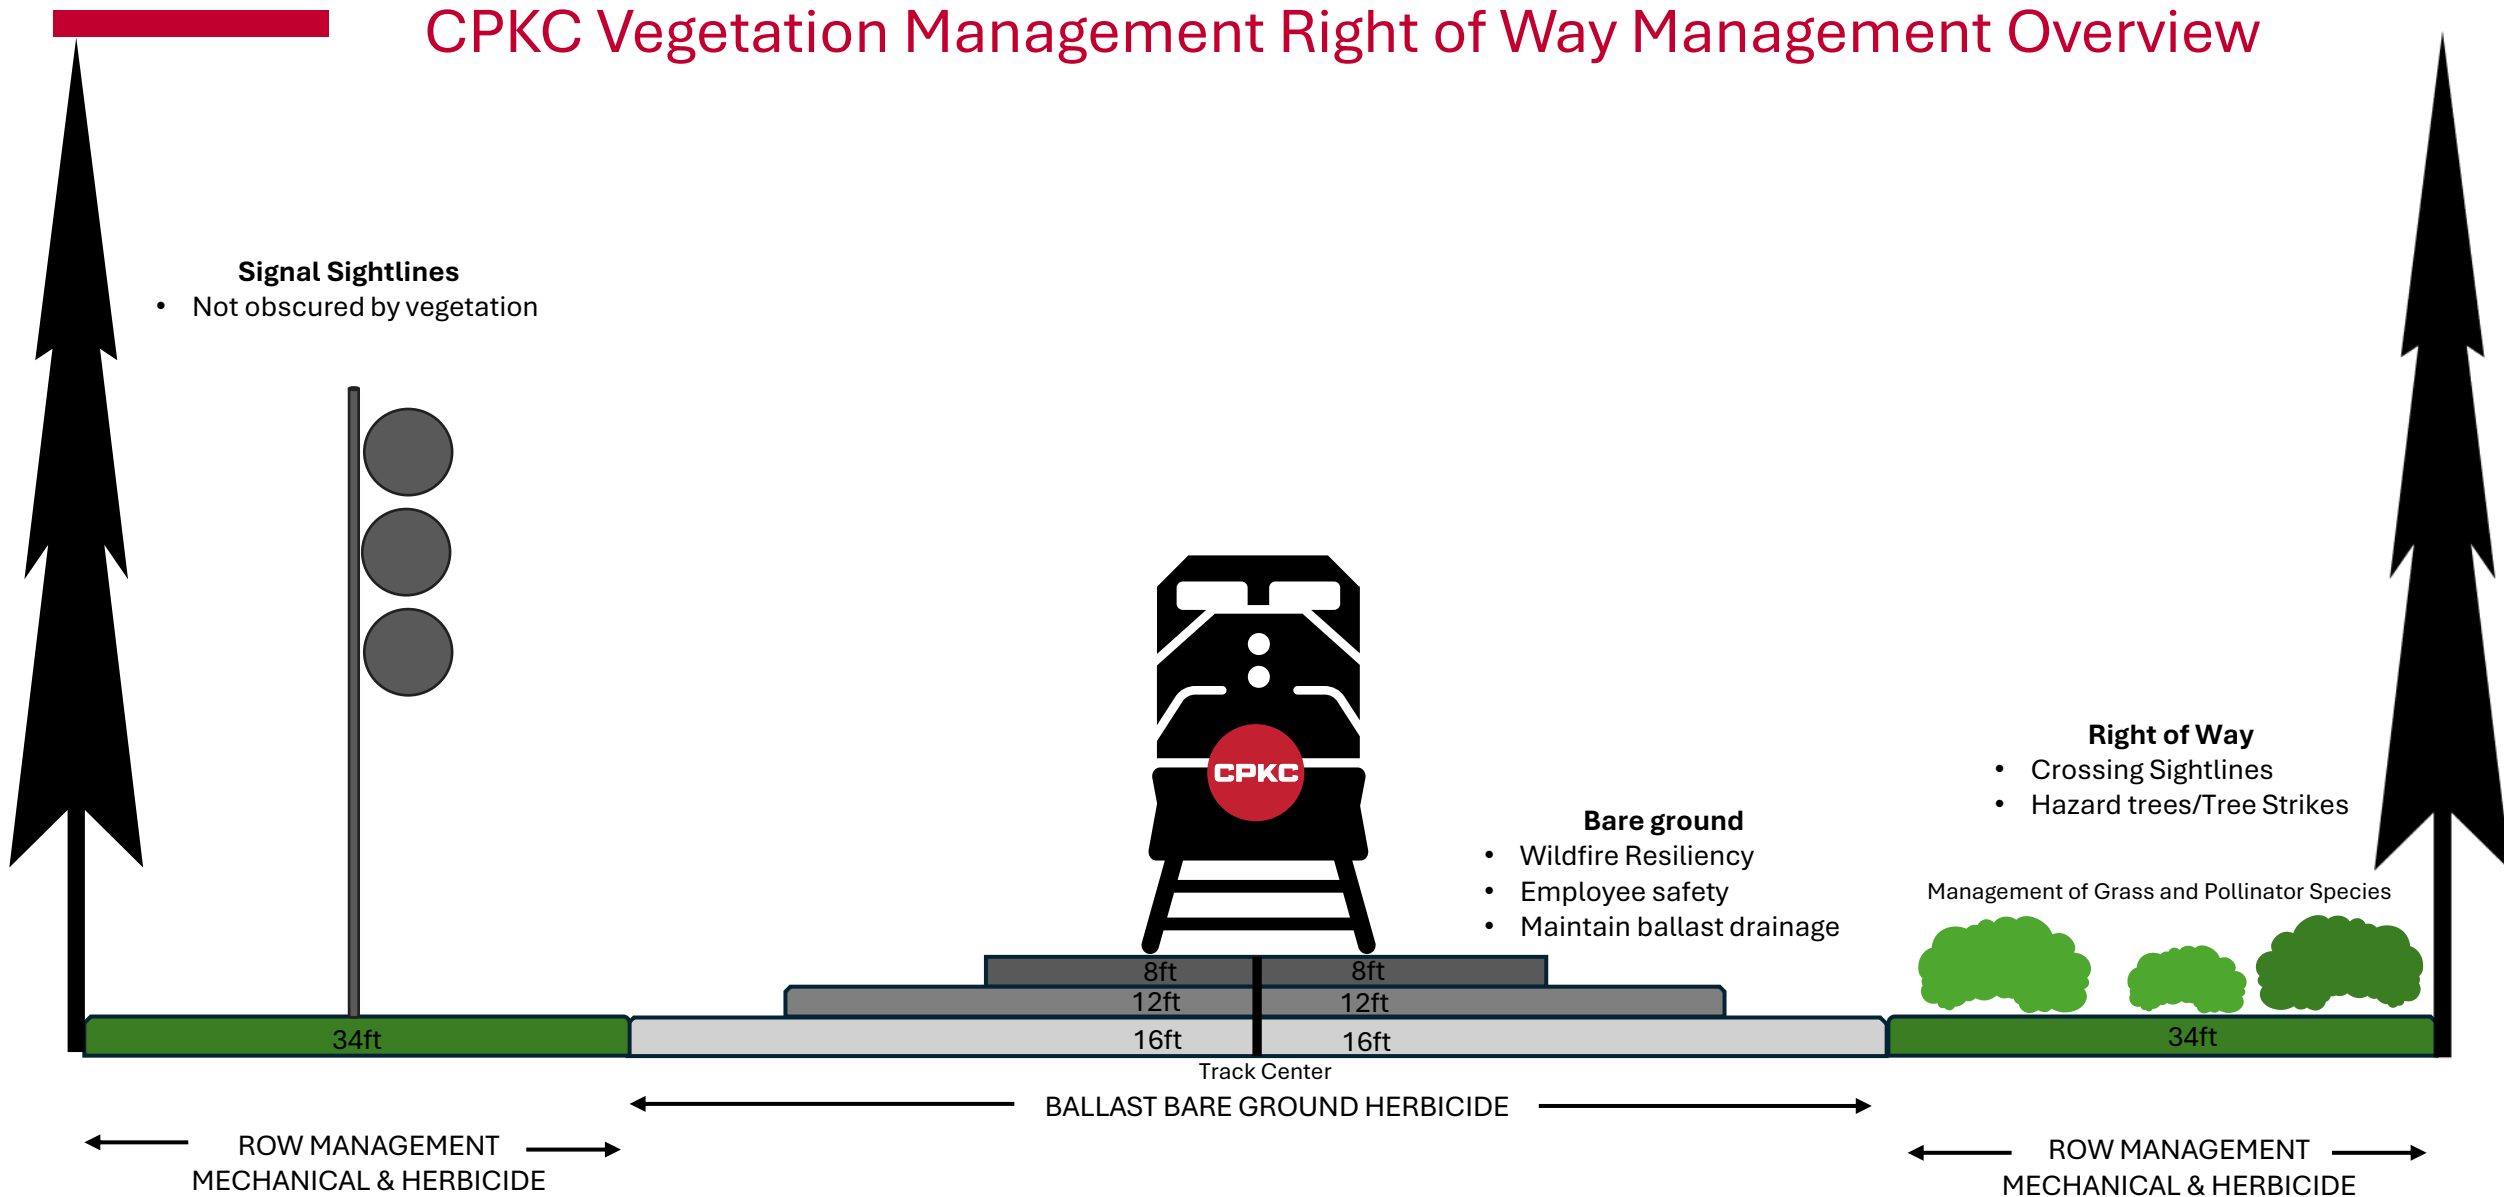 CPKC Vegetation Management Right of Way Management Overview
Signal Sightlines
• Not obscured by vegetation
CPKC
Right of Way
• Crossing Sightlines
• Hazard trees/Tree Strikes
Bare ground
• Wildfire Resiliency
• Employee safety
• Maintain ballast drainage
Management of Grass and Pollinator Species
8ft 8ft
12ft 12ft
34ft 16ft 16ft 34ft
Track Center
BALLAST BARE GROUND HERBICIDE
ROW MANAGEMENT
MECHANICAL & HERBICIDE
ROW MANAGEMENT
MECHANICAL & HERBICIDE